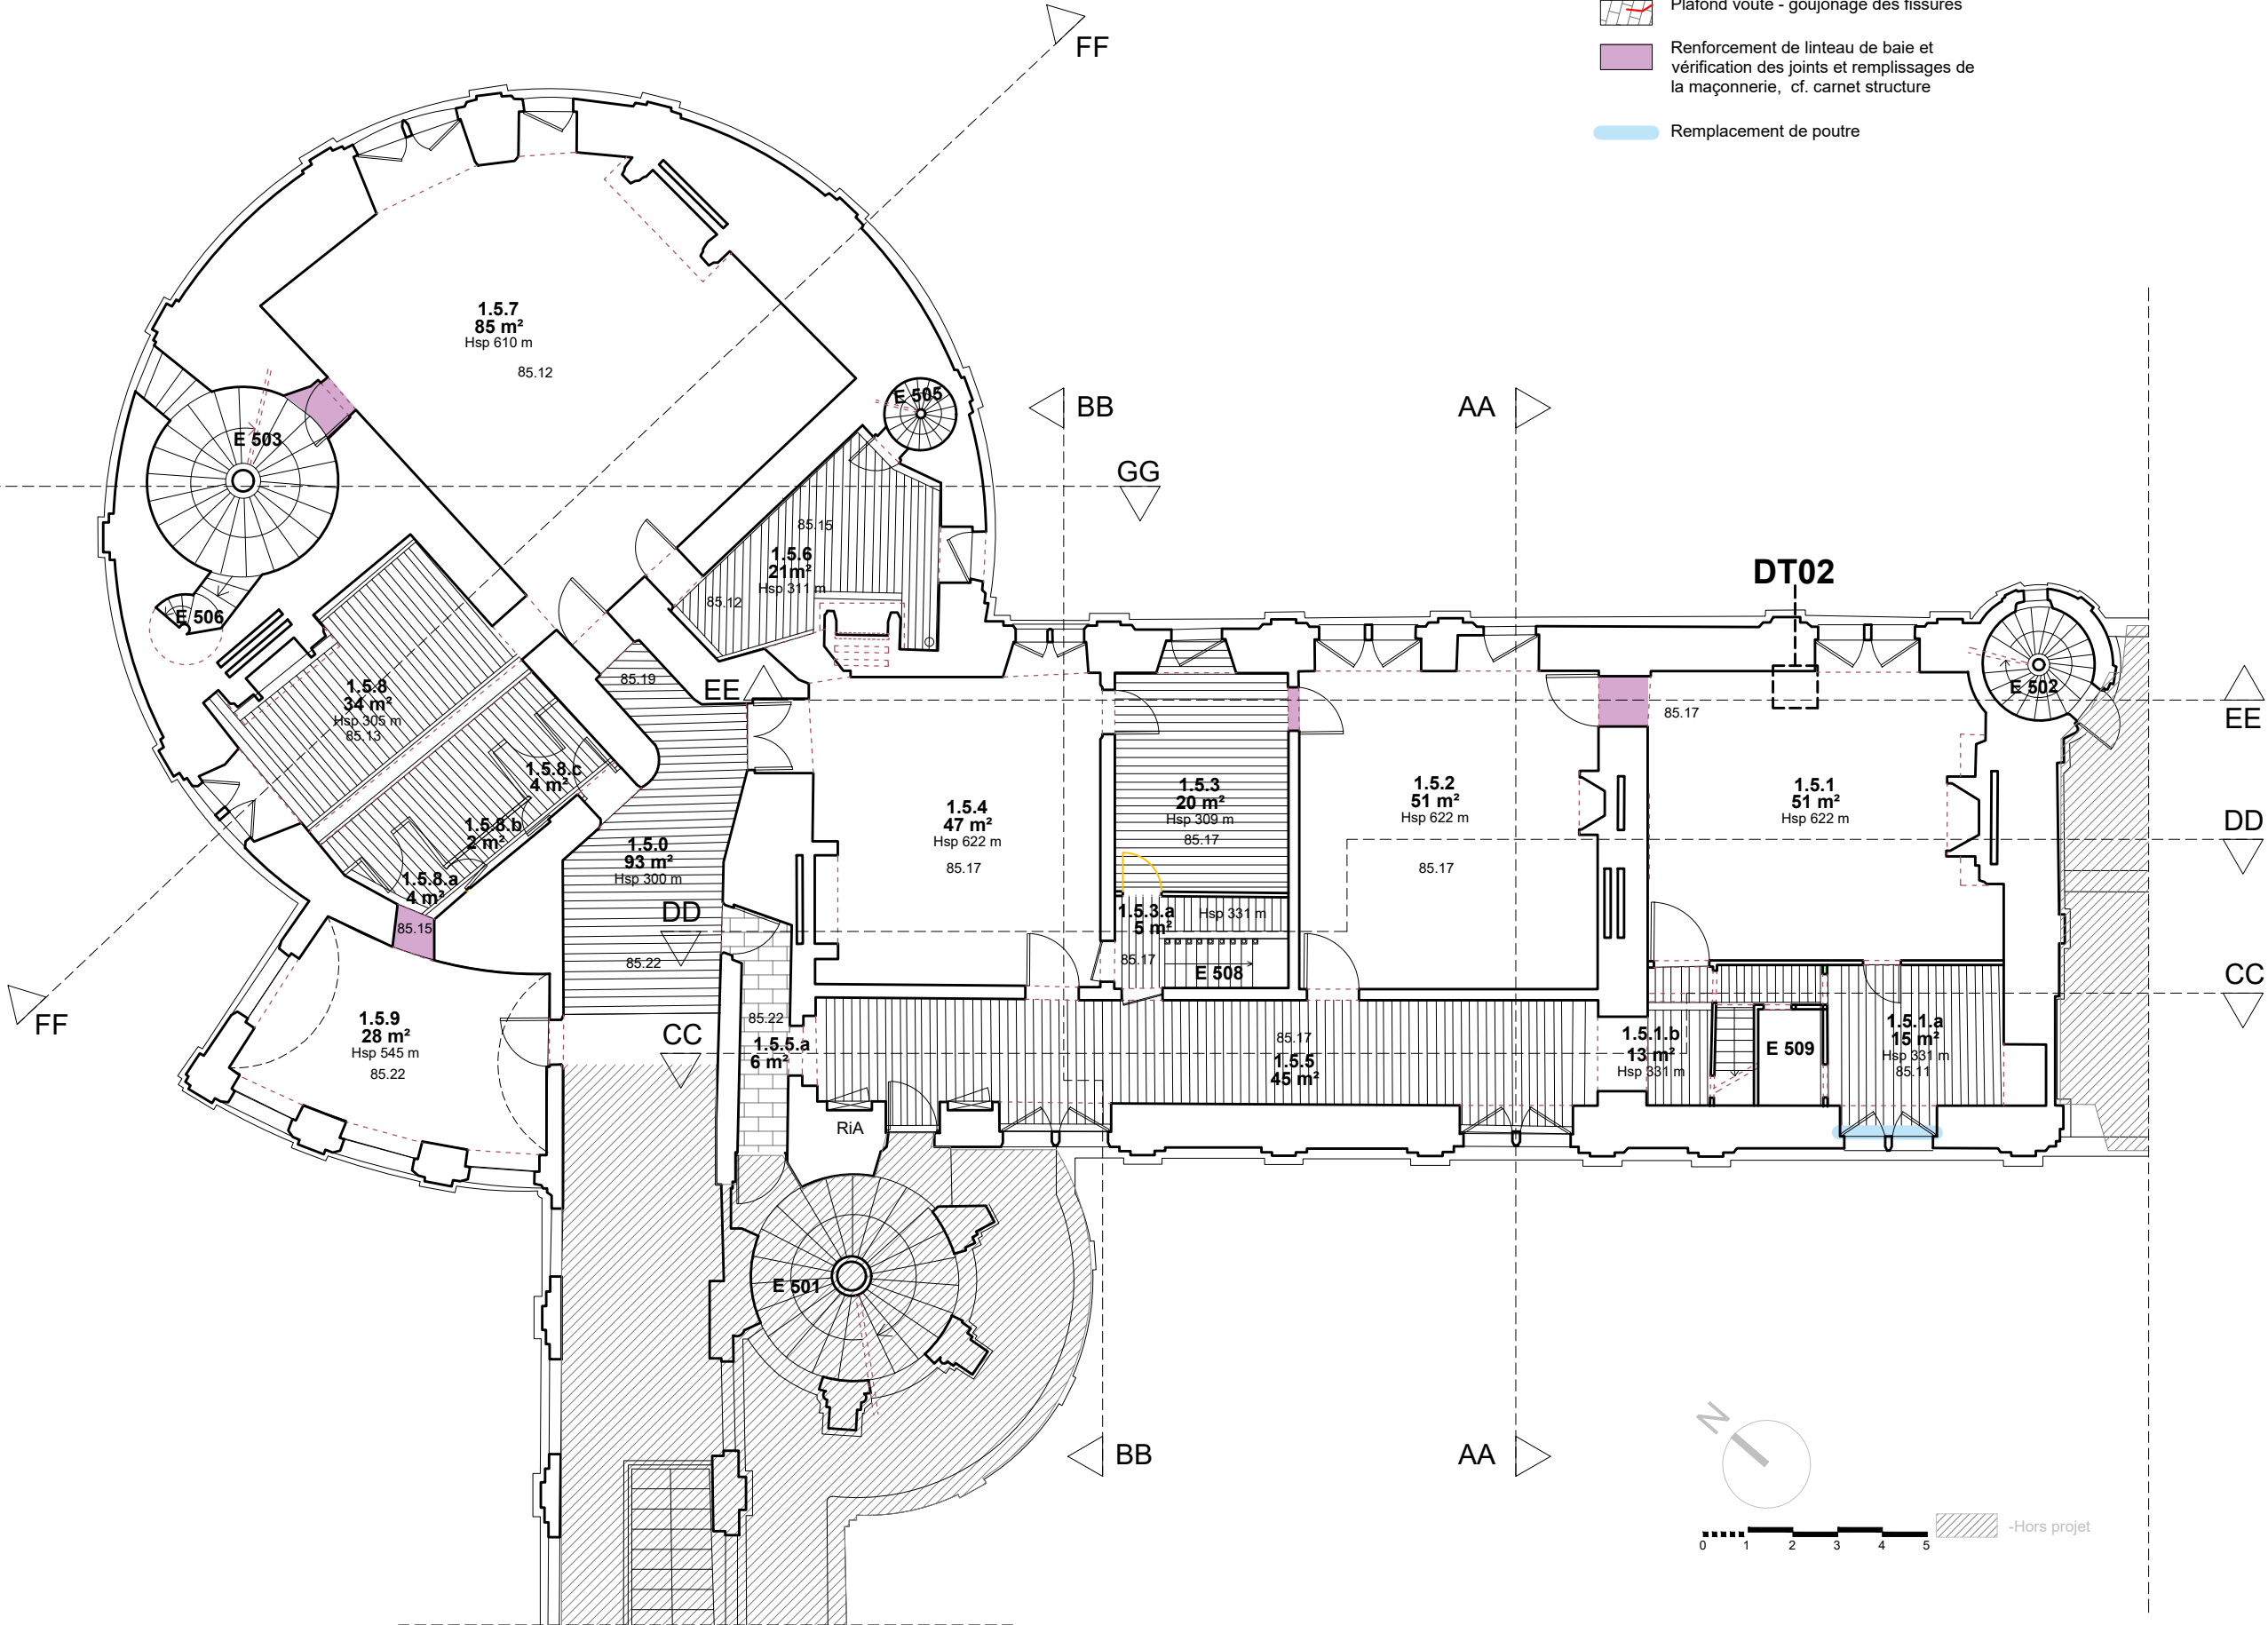 Plafond vouté - goujonage des fissures
Renforcement de linteau de baie et
vérification des joints et remplissages de
la maçonnerie, cf. carnet structure
Remplacement de poutre
FF
1.5.7
85 m²
Hsp 610 m
85.12
E 503
E 505
BB
AA
GG
85.15
1.5.6
21m²
Hsp 311 m
85.12
DT02
E 506
1.5.8
34 m²
Hsp 305 m
85.13
85.19
EE
E 502
85.17
EE
1.5.8.c
4 m²
1.5.8.b
2 m²
1.5.8.a
4 m²
85.15
1.5.0
93 m²
Hsp 300 m
85.22
1.5.4
47 m²
Hsp 622 m
85.17
1.5.3
20 m²
Hsp 309 m
85.17
1.5.2
51 m²
Hsp 622 m
85.17
1.5.1
51 m²
Hsp 622 m
DD
DD
1.5.3.a
5 m²
Hsp 331 m
85.17
E 508
CC
FF
1.5.9
28 m²
Hsp 545 m
85.22
CC
85.22
1.5.5.a
6 m²
85.17
1.5.5
45 m²
1.5.1.b
13 m²
Hsp 331 m
E 509
1.5.1.a
15 m²
Hsp 331 m
85.11
RiA
E 501
BB
AA
N
0 1 2 3 4 5
-Hors projet